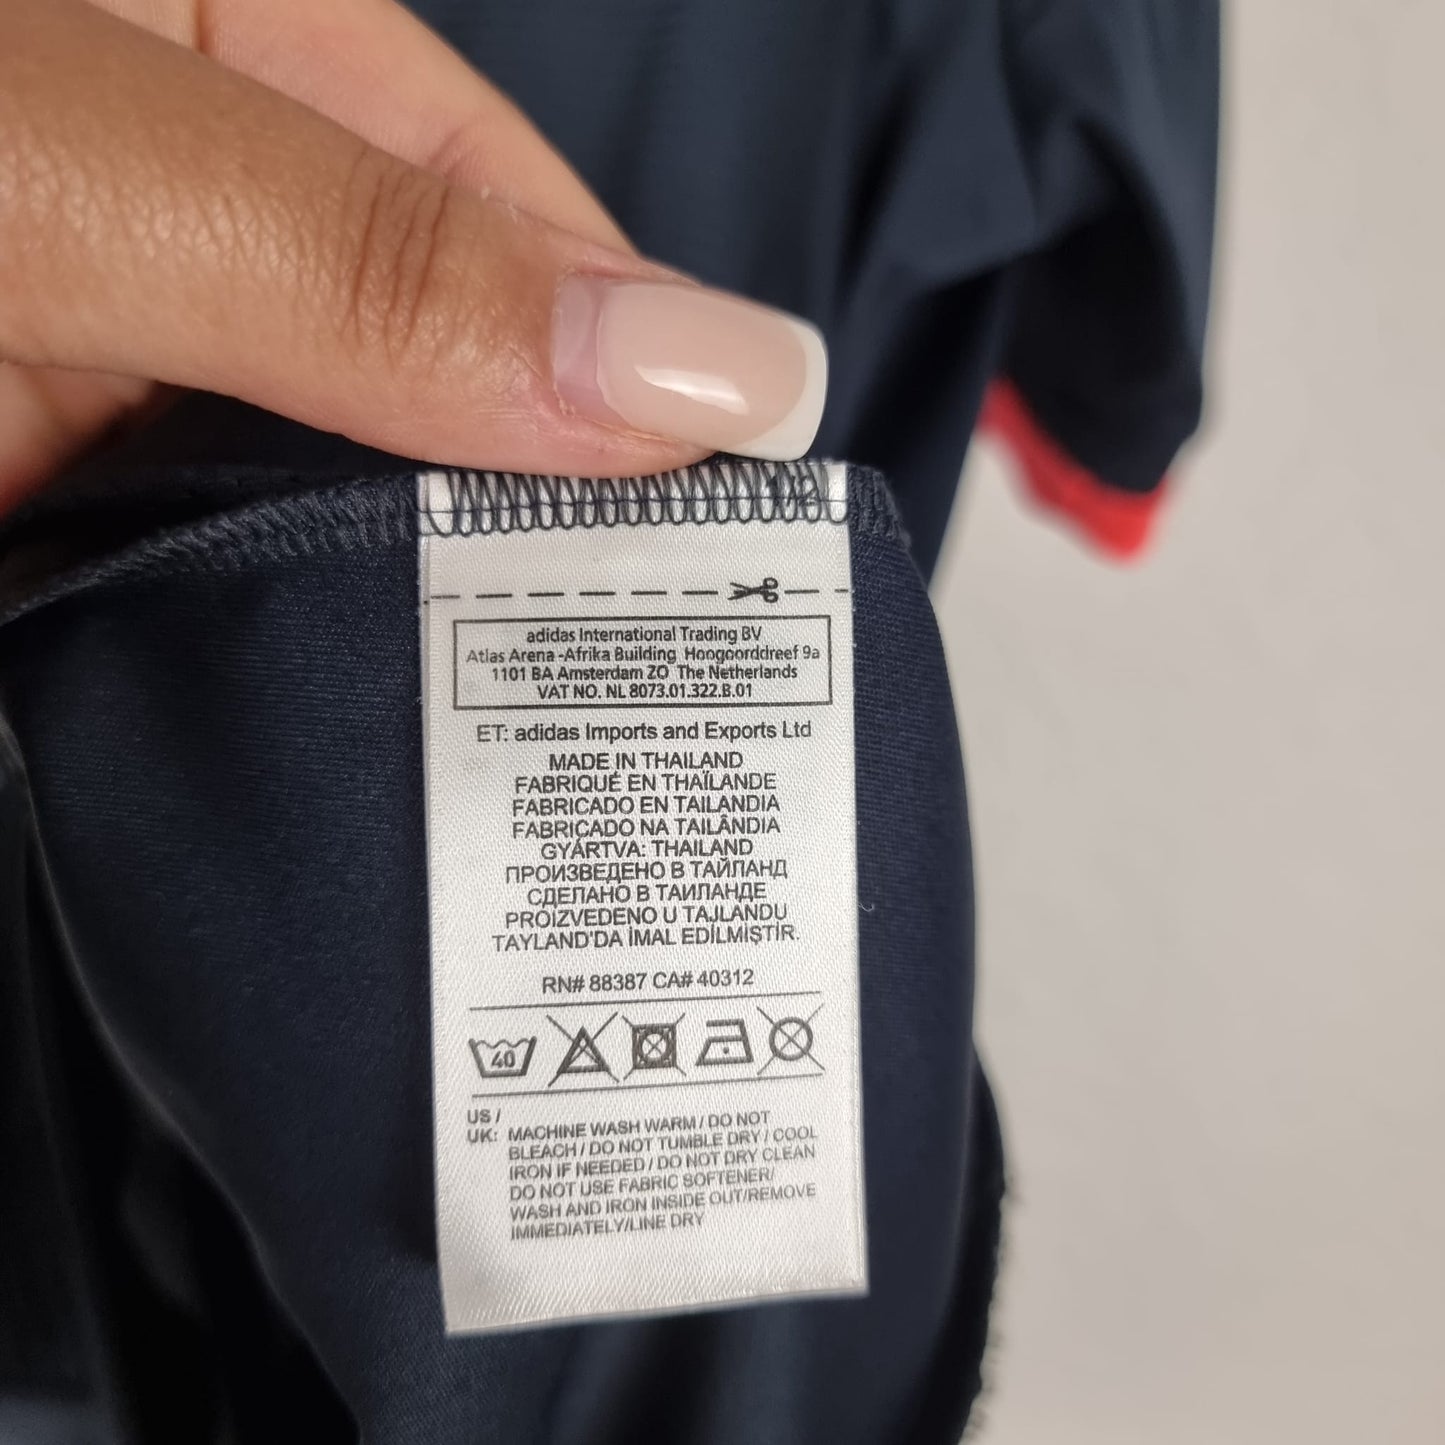 1/2
adidas International Trading BV
Atlas Arena -Afrika Building Hoogoorddreef 9a
1101 BA Amsterdam ZO The Netherlands
VAT NO. NL 8073.01.322.B.01
ET: adidas Imports and Exports Ltd
MADE IN THAILAND
FABRIQUÉ EN THAÏLANDE
FABRICADO EN TAILANDIA
FABRICADO NA TAILÂNDIA
GYÁRTVA: THAILAND
ПРОИЗВЕДЕНО В ТАЙЛАНД
СДЕЛАНО В ТАИЛАНДЕ
PROIZVEDENO U TAJLANDU
TAYLAND'DA İMAL EDİLMİŞTİR.
RN# 88387 CA# 40312
40
US /
UK: MACHINE WASH WARM / DO NOT
BLEACH / DO NOT TUMBLE DRY / COOL
IRON IF NEEDED / DO NOT DRY CLEAN
DO NOT USE FABRIC SOFTENER/
WASH AND IRON INSIDE OUT/REMOVE
IMMEDIATELY/LINE DRY